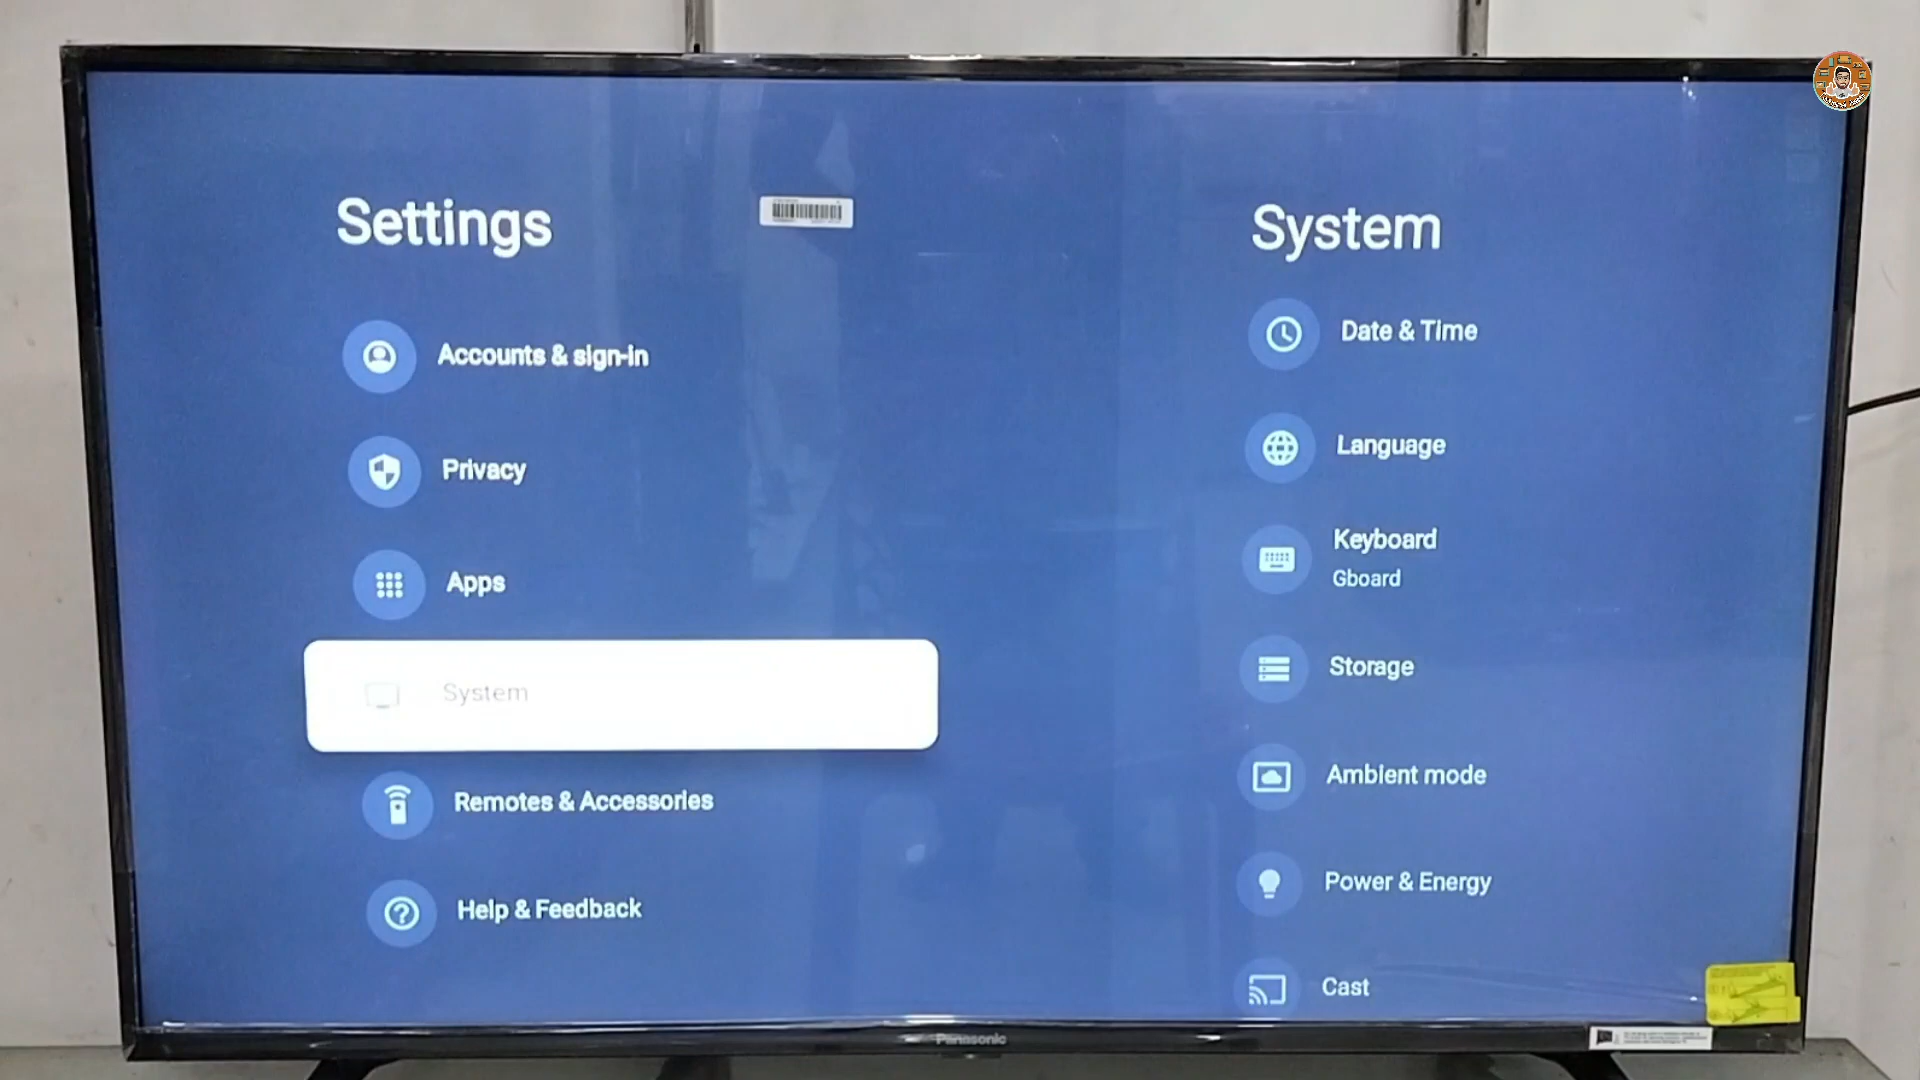 Settings
Accounts & sign-in
Privacy
Apps
System
Remotes & Accessories
Help & Feedback
System
Date & Time
Language
Keyboard
Gboard
Storage
Ambient mode
Power & Energy
Cast
Panasonic